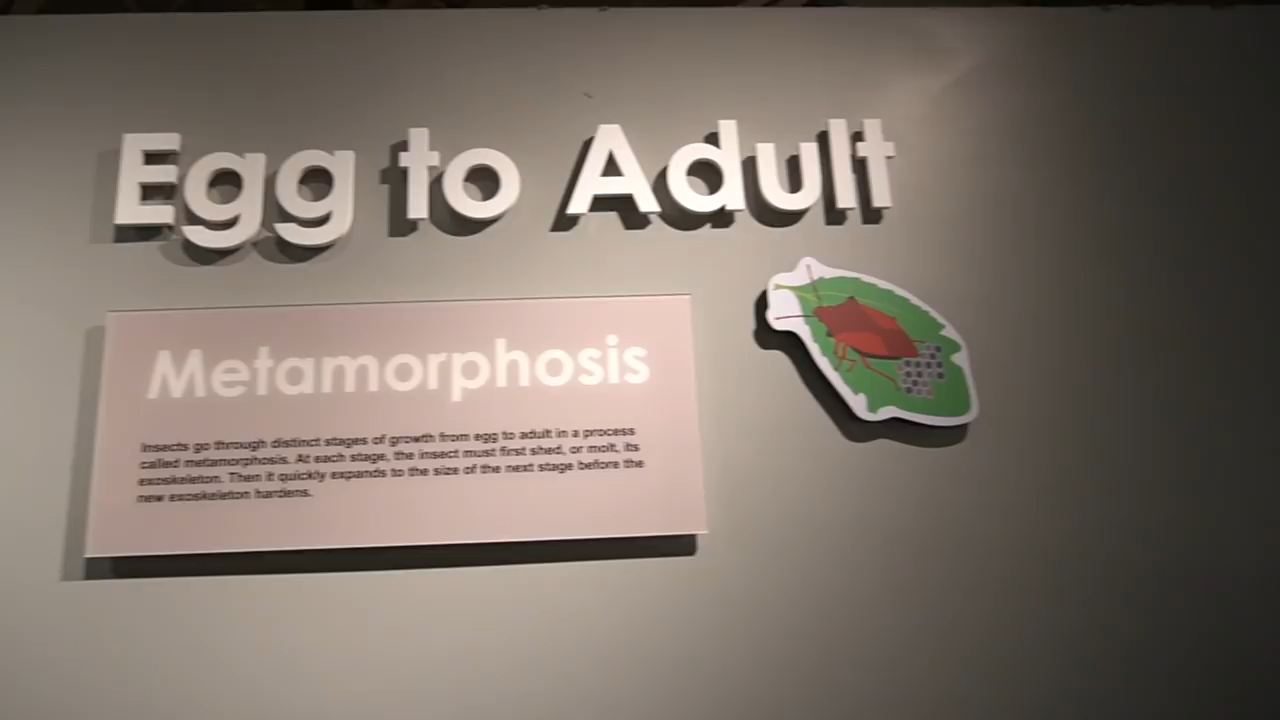 Egg to Adult
Metamorphosis
Insects go through distinct stages of growth from egg to adult in a process
called metamorphosis. At each stage, the insect must first shed, or molt, its
exoskeleton. Then it quickly expands to the size of the next stage before the
new exoskeleton hardens.